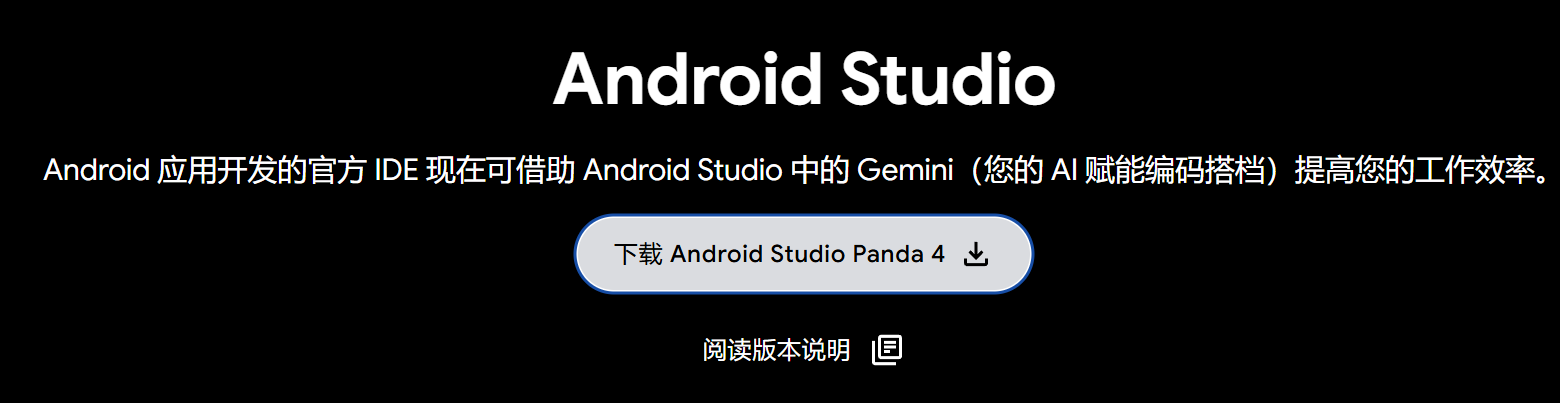 Android Studio
Android 应用开发的官方 IDE 现在可借助 Android Studio 中的 Gemini（您的 AI 赋能编码搭档）提高您的工作效率。
下载 Android Studio Panda 4
阅读版本说明